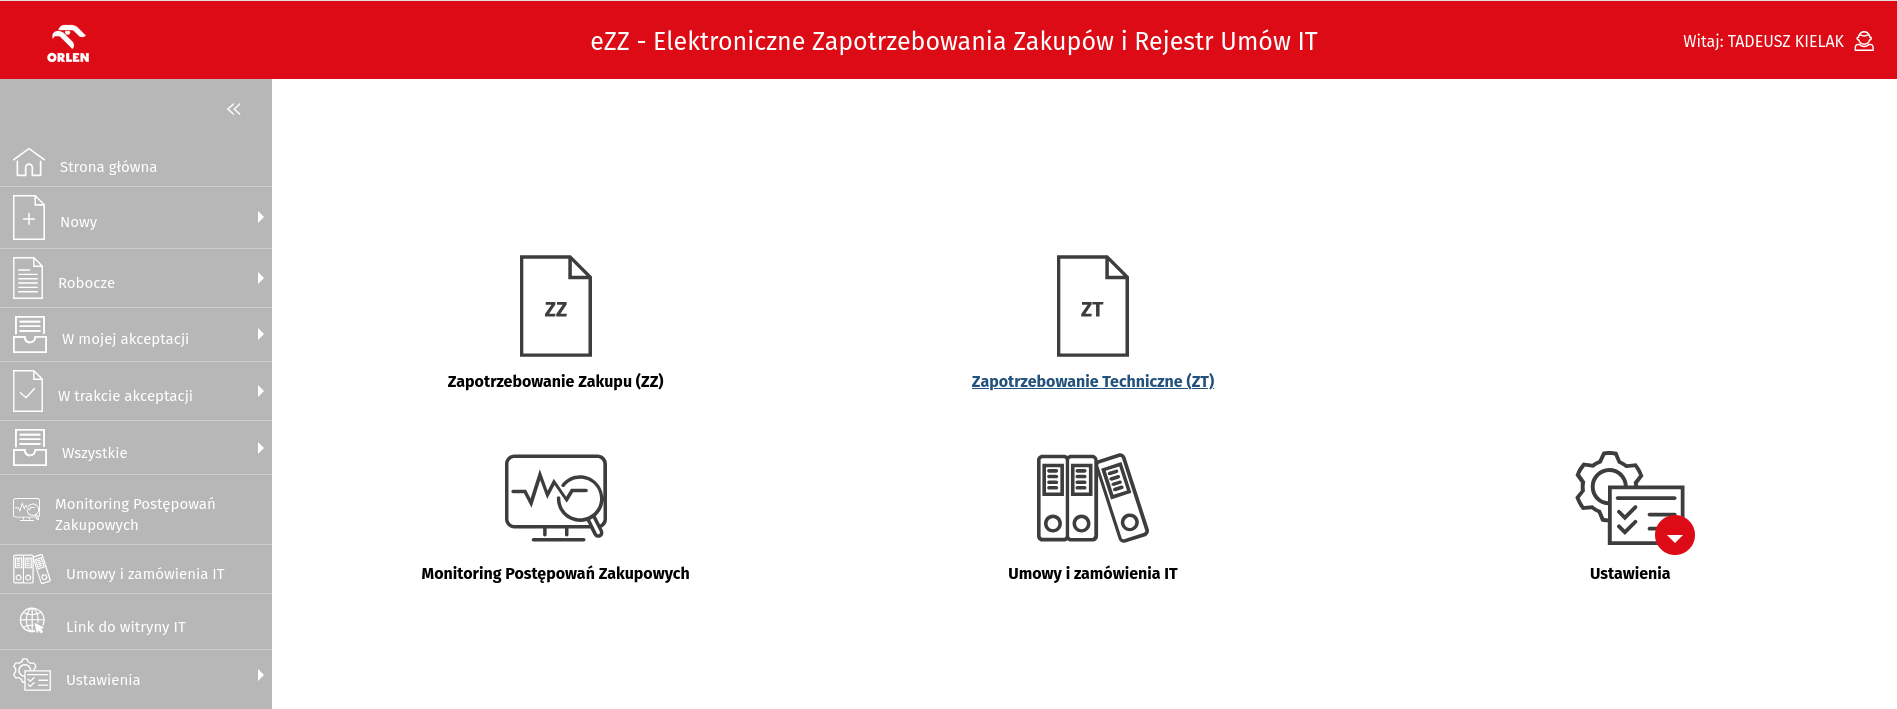 ORLEN
eZZ - Elektroniczne Zapotrzebowania Zakupów i Rejestr Umów IT
Witaj: TADEUSZ KIELAK
Strona główna
Nowy
Robocze
W mojej akceptacji
W trakcie akceptacji
Wszystkie
Monitoring Postępowań
Zakupowych
Umowy i zamówienia IT
Link do witryny IT
Ustawienia
ZZ
Zapotrzebowanie Zakupu (ZZ)
ZT
Zapotrzebowanie Techniczne (ZT)
Monitoring Postępowań Zakupowych
Umowy i zamówienia IT
Ustawienia